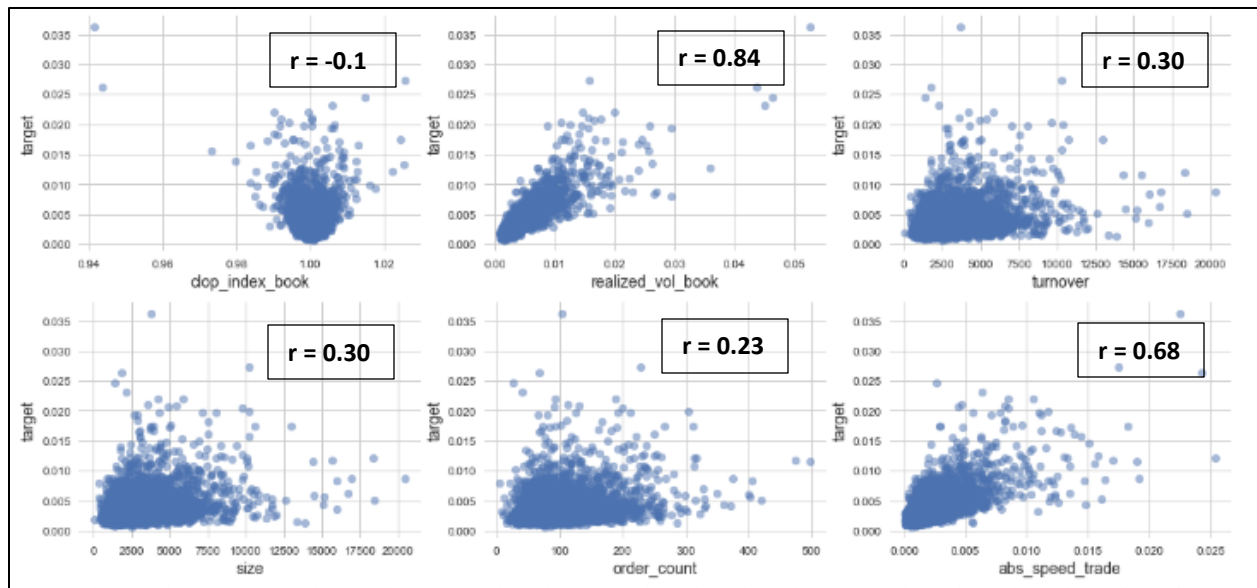 r = -0.1
target
0.035
0.030
0.025
0.020
0.015
0.010
0.005
0.000
0.94 0.96 0.98 1.00 1.02
clop_index_book
r = 0.84
target
0.035
0.030
0.025
0.020
0.015
0.010
0.005
0.000
0.00 0.01 0.02 0.03 0.04 0.05
realized_vol_book
r = 0.30
target
0.035
0.030
0.025
0.020
0.015
0.010
0.005
0.000
0 2500 5000 7500 10000 12500 15000 17500 20000
turnover
r = 0.30
target
0.035
0.030
0.025
0.020
0.015
0.010
0.005
0.000
0 2500 5000 7500 10000 12500 15000 17500 20000
size
r = 0.23
target
0.035
0.030
0.025
0.020
0.015
0.010
0.005
0.000
0 100 200 300 400 500
order_count
r = 0.68
target
0.035
0.030
0.025
0.020
0.015
0.010
0.005
0.000
0.000 0.005 0.010 0.015 0.020 0.025
abs_speed_trade